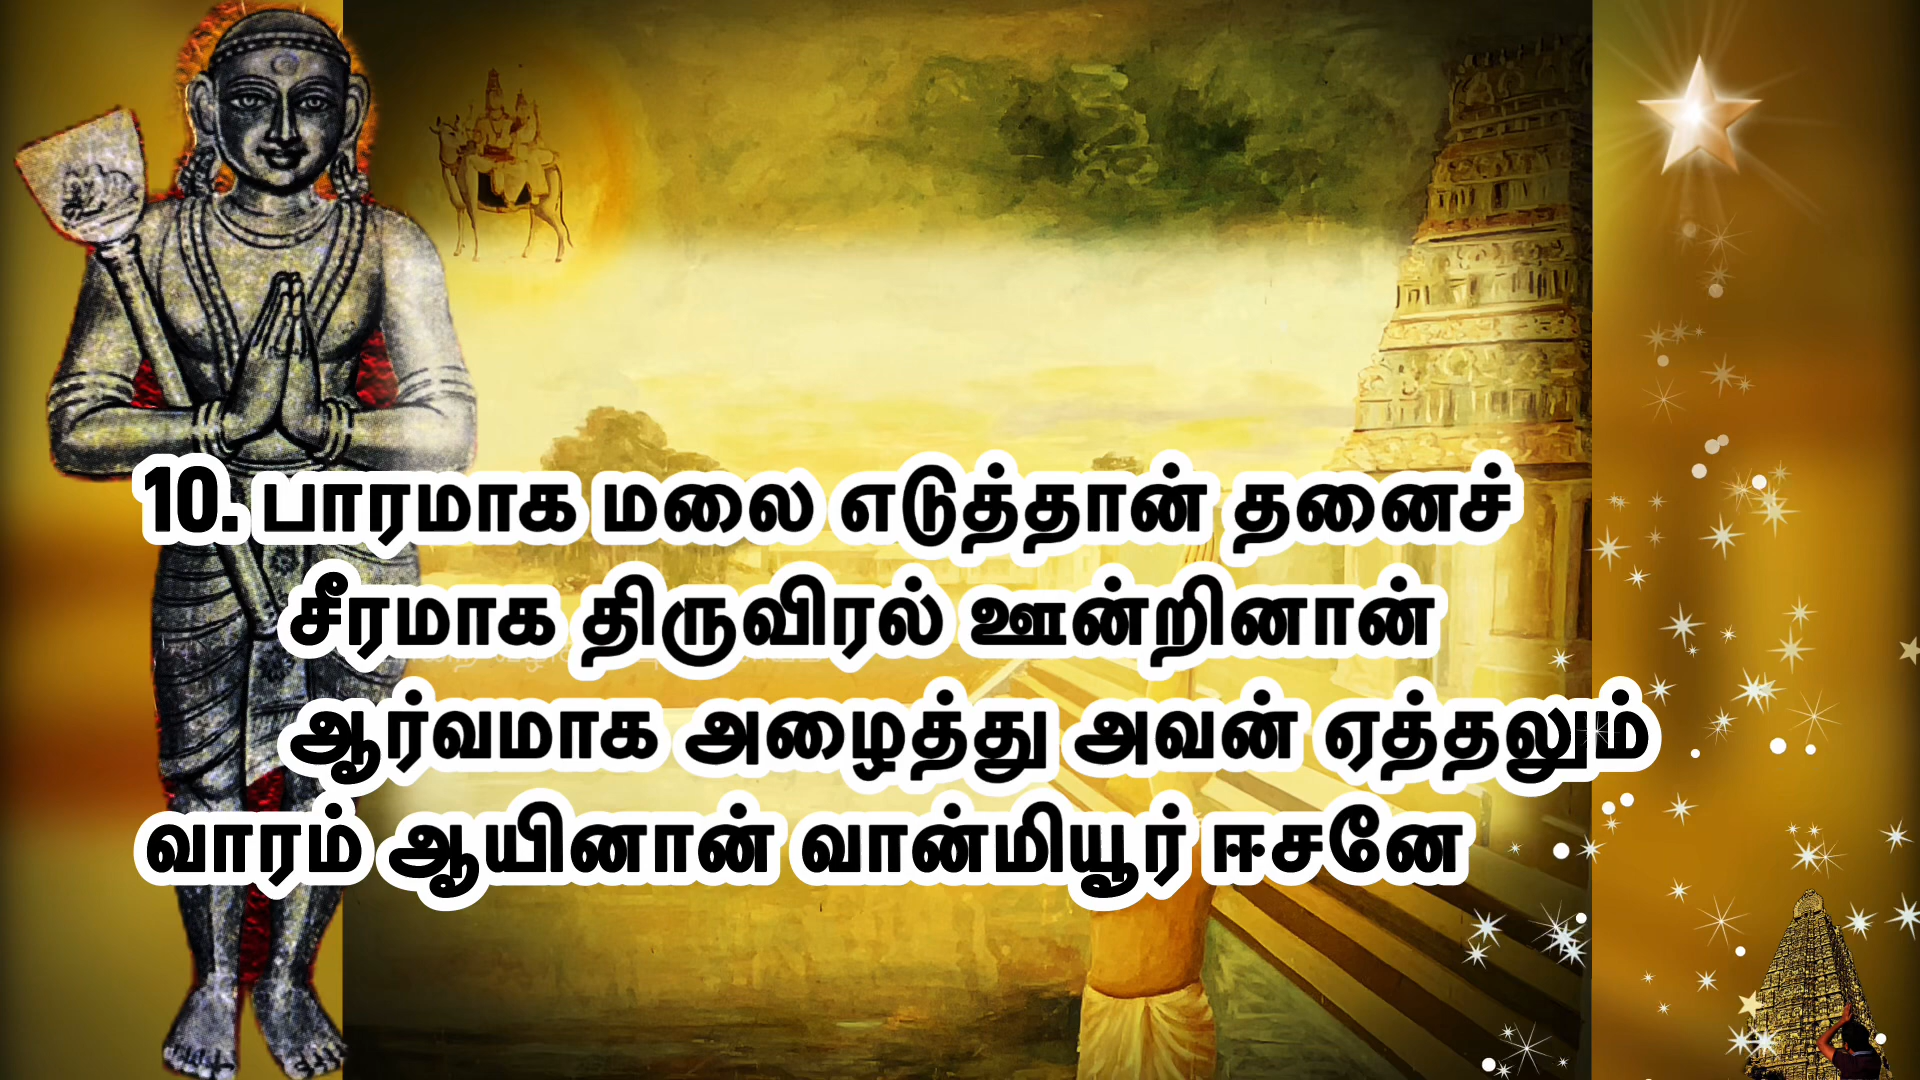 10. பாரமாக மலை எடுத்தான் தனைச்
சீரமாக திருவிரல் ஊன்றினான்
ஆர்வமாக அழைத்து அவன் ஏத்தலும்
வாரம் ஆயினான் வான்மியூர் ஈசனே